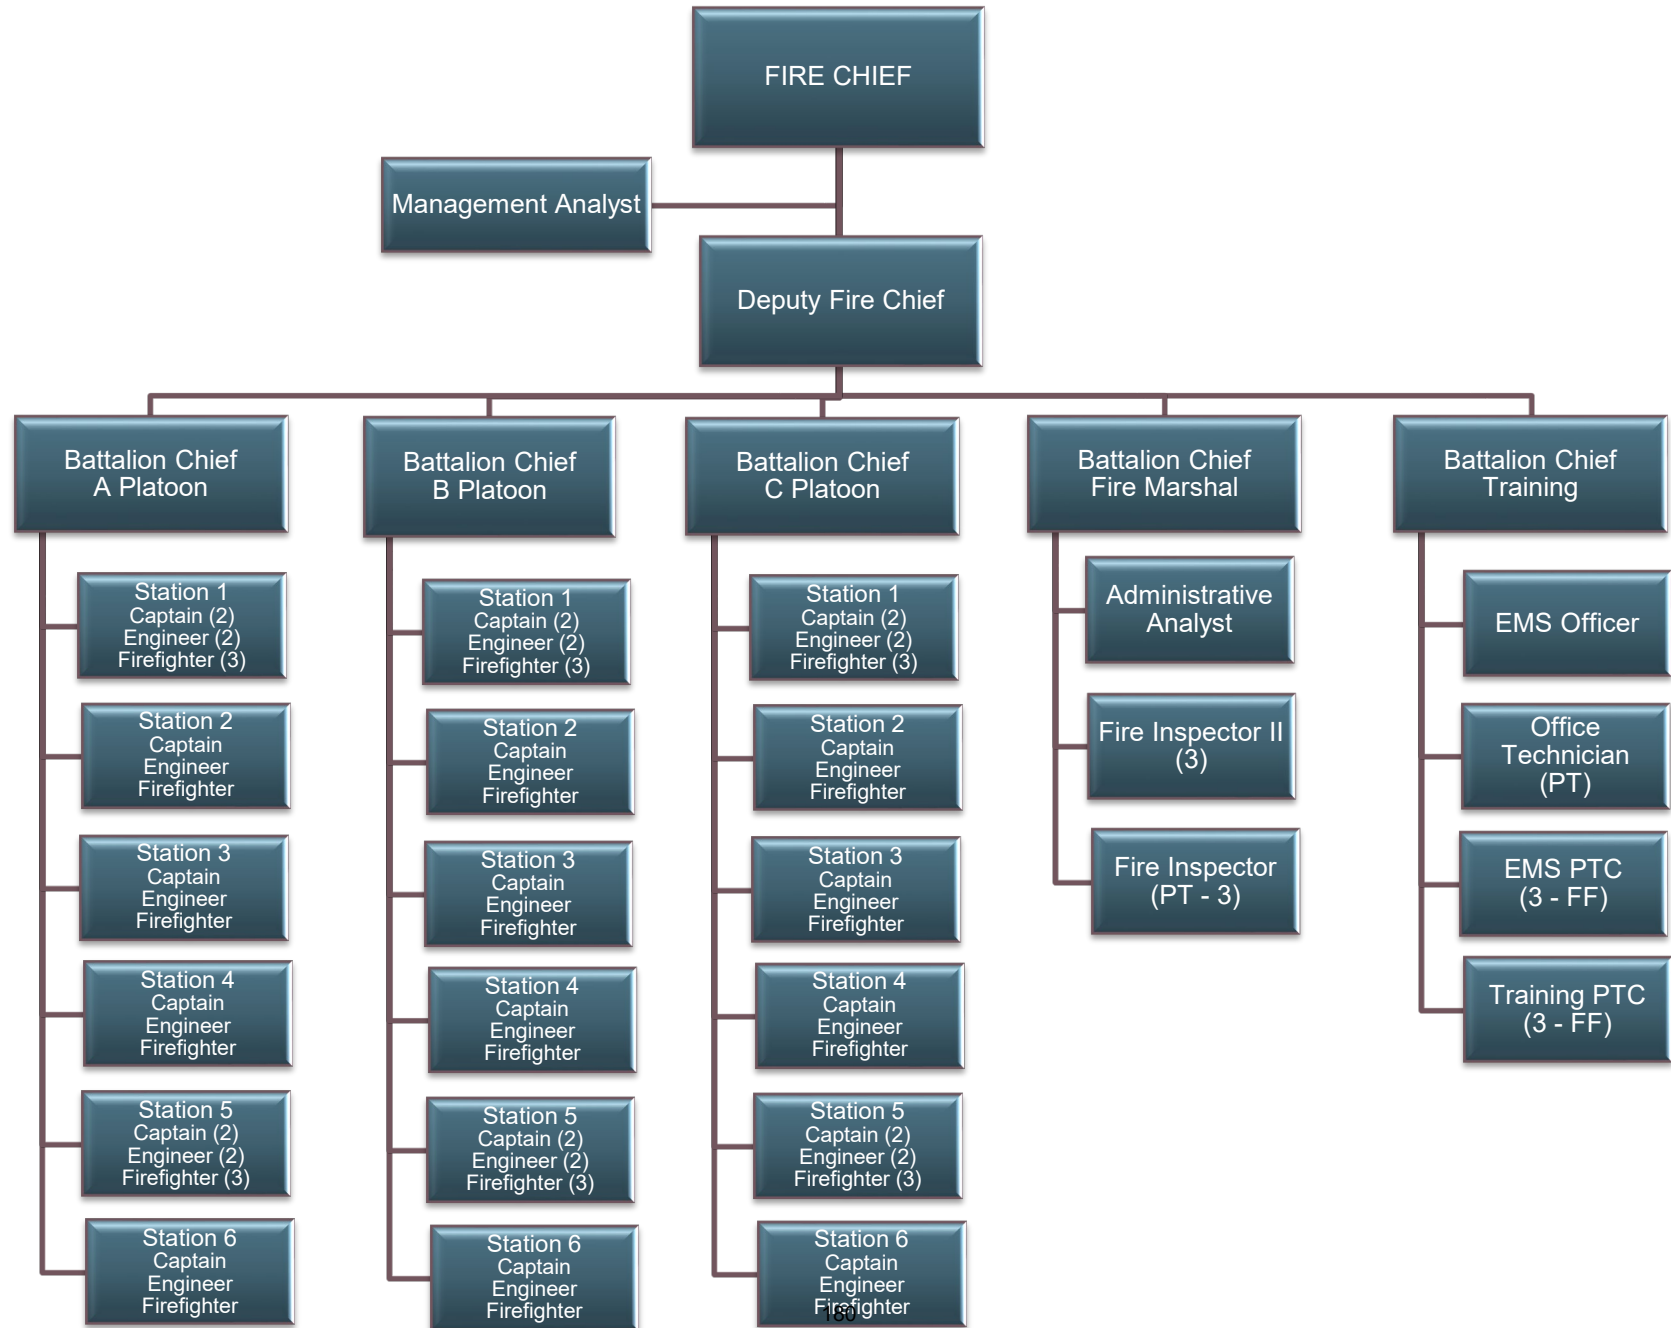 FIRE CHIEF
Management Analyst
Deputy Fire Chief
Battalion Chief
A Platoon
Station 1
Captain (2)
Engineer (2)
Firefighter (3)
Station 2
Captain
Engineer
Firefighter
Station 3
Captain
Engineer
Firefighter
Station 4
Captain
Engineer
Firefighter
Station 5
Captain (2)
Engineer (2)
Firefighter (3)
Station 6
Captain
Engineer
Firefighter
Battalion Chief
B Platoon
Station 1
Captain (2)
Engineer (2)
Firefighter (3)
Station 2
Captain
Engineer
Firefighter
Station 3
Captain
Engineer
Firefighter
Station 4
Captain
Engineer
Firefighter
Station 5
Captain (2)
Engineer (2)
Firefighter (3)
Station 6
Captain
Engineer
Firefighter
Battalion Chief
C Platoon
Station 1
Captain (2)
Engineer (2)
Firefighter (3)
Station 2
Captain
Engineer
Firefighter
Station 3
Captain
Engineer
Firefighter
Station 4
Captain
Engineer
Firefighter
Station 5
Captain (2)
Engineer (2)
Firefighter (3)
Station 6
Captain
Engineer
Firefighter
180
Battalion Chief
Fire Marshal
Administrative
Analyst
Fire Inspector II
(3)
Fire Inspector
(PT - 3)
Battalion Chief
Training
EMS Officer
Office
Technician
(PT)
EMS PTC
(3 - FF)
Training PTC
(3 - FF)